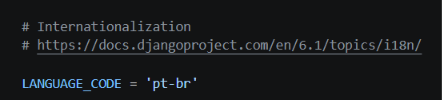 # Internationalization
# https://docs.djangoproject.com/en/6.1/topics/i18n/
LANGUAGE_CODE = 'pt-br'